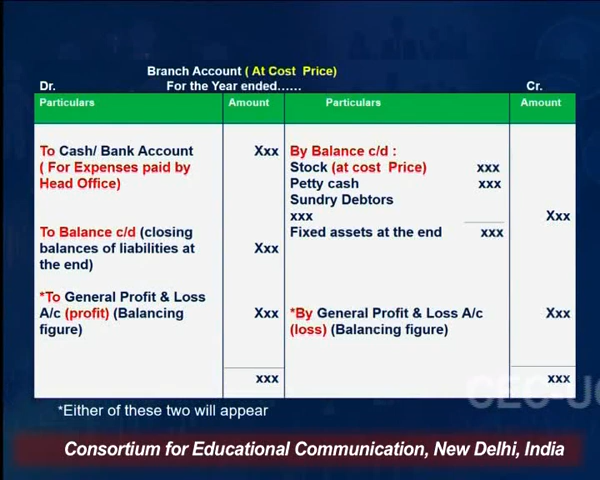 Branch Account ( At Cost Price)
Dr. For the Year ended...... Cr.
Particulars Amount Particulars Amount
To Cash/ Bank Account Xxx
( For Expenses paid by
Head Office)
To Balance c/d (closing
balances of liabilities at Xxx
the end)
*To General Profit & Loss
A/c (profit) (Balancing Xxx
figure)
xxx
By Balance c/d :
Stock (at cost Price) xxx
Petty cash xxx
Sundry Debtors
xxx Xxx
Fixed assets at the end xxx
*By General Profit & Loss A/c Xxx
(loss) (Balancing figure)
xxx
*Either of these two will appear
Consortium for Educational Communication, New Delhi, India